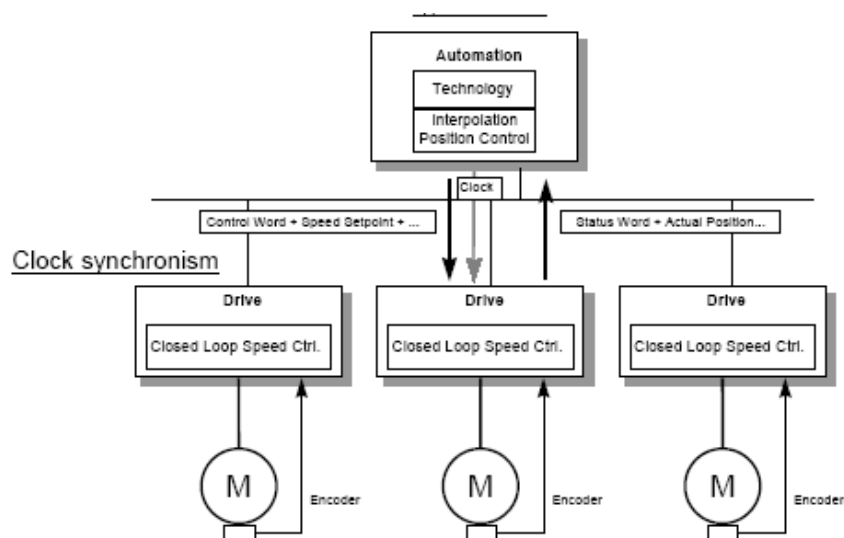 Automation
Technology
Interpolation
Position Control
Clock
Control Word + Speed Setpoint + ...
Status Word + Actual Position...
Clock synchronism
Drive
Drive
Drive
Closed Loop Speed Ctrl.
Closed Loop Speed Ctrl.
Closed Loop Speed Ctrl.
M
M
M
Encoder
Encoder
Encoder